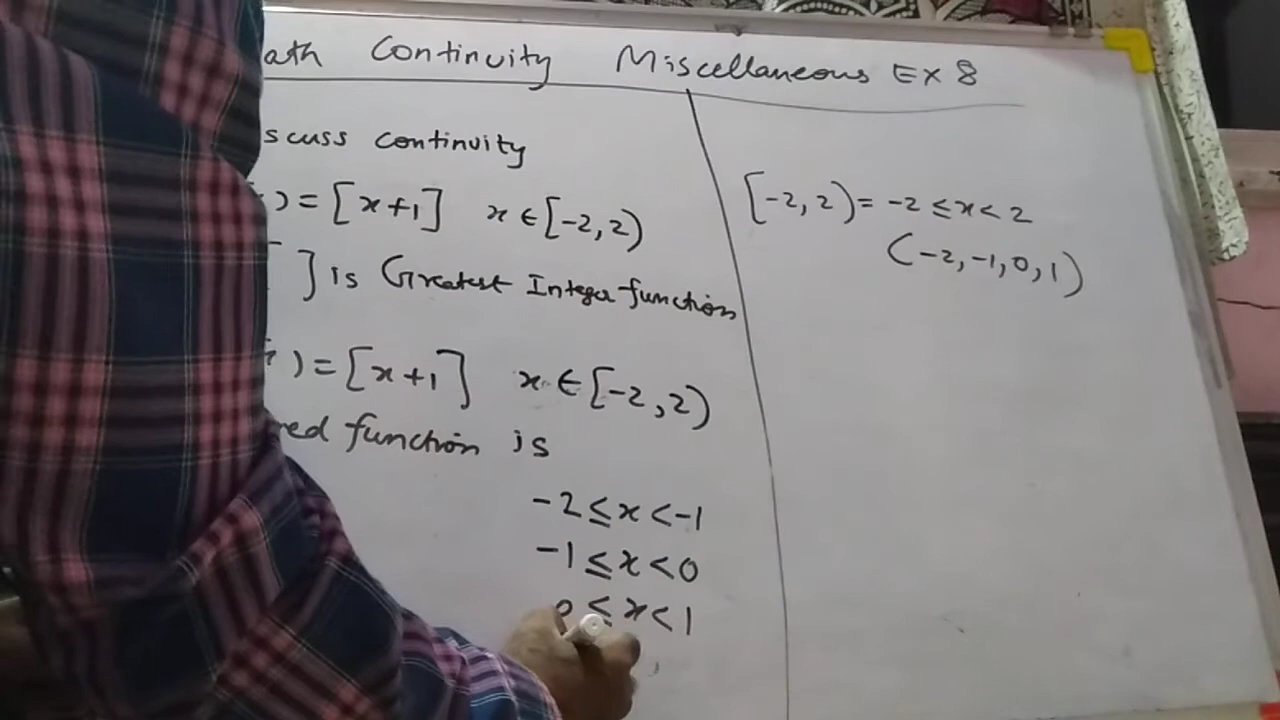 ath Continuity Miscellaneous EX 8
scuss continuity
) = [x+1] x ∈ [-2, 2)
] is Greatest Integer function
) = [x+1] x ∈ [-2, 2)
red function is
-2 ≤ x < -1
-1 ≤ x < 0
0 ≤ x < 1
[-2, 2) = -2 ≤ x < 2
(-2, -1, 0, 1)